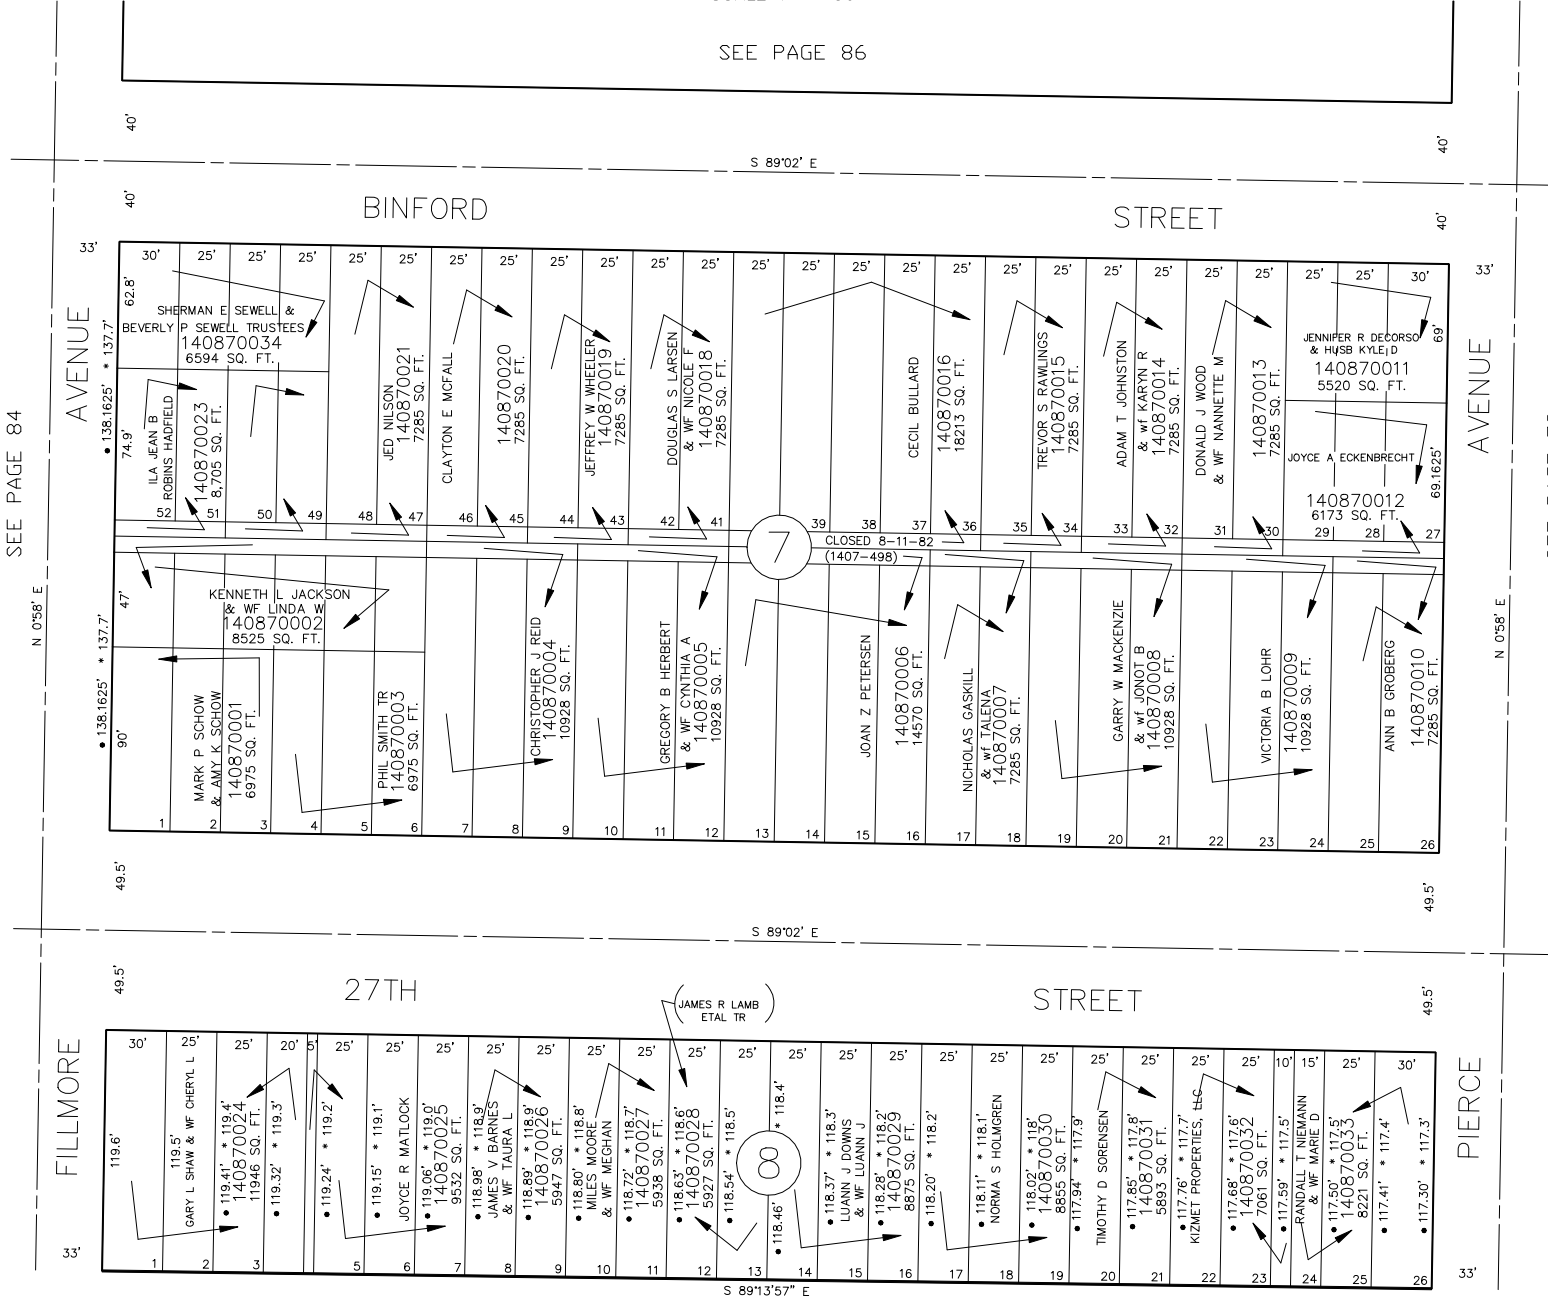 SEE PAGE 86
40'
40'
S 89°02' E
40'
40'
BINFORD STREET
33'
33'
30' 25' 25' 25' 25' 25' 25' 25' 25' 25' 25' 25' 25' 25' 25' 25' 25' 25' 25' 25' 25' 25' 25' 25' 25' 30'
AVENUE
AVENUE
SEE PAGE 84
N 0°58' E
N 0°58' E
• 138.1625' * 137.7'
62.8'
74.9'
SHERMAN E SEWELL &
BEVERLY P SEWELL TRUSTEES
140870034
6594 SQ. FT.
ILA JEAN B
ROBINS HADFIELD
140870023
8,705 SQ. FT.
JED NILSON
140870021
7285 SQ. FT.
CLAYTON E MCFALL
140870020
7285 SQ. FT.
JEFFREY W WHEELER
140870019
7285 SQ. FT.
DOUGLAS S LARSEN
& WF NICOLE F
140870018
7285 SQ. FT.
CECIL BULLARD
140870016
18213 SQ. FT.
TREVOR S RAWLINGS
140870015
7285 SQ. FT.
ADAM T JOHNSTON
& wf KARYN R
140870014
7285 SQ. FT.
DONALD J WOOD
& WF NANNETTE M
140870013
7285 SQ. FT.
JENNIFER R DECORSO
& HUSB KYLE D
140870011
5520 SQ. FT.
69'
JOYCE A ECKENBRECHT
140870012
6173 SQ. FT.
69.1625'
52 51 50 49 48 47 46 45 44 43 42 41 39 38 37 36 35 34 33 32 31 30 29 28 27
7
CLOSED 8-11-82
(1407-498)
• 138.1625' * 137.7'
47'
90'
KENNETH L JACKSON
& WF LINDA W
140870002
8525 SQ. FT.
MARK P SCHOW
& AMY K SCHOW
140870001
6975 SQ. FT.
PHIL SMITH TR
140870003
6975 SQ. FT.
CHRISTOPHER J REID
140870004
10928 SQ. FT.
GREGORY B HERBERT
& WF CYNTHIA A
140870005
10928 SQ. FT.
JOAN Z PETERSEN
140870006
14570 SQ. FT.
NICHOLAS GASKILL
& wf TALENA
140870007
7285 SQ. FT.
GARRY W MACKENZIE
& wf JONOT B
140870008
10928 SQ. FT.
VICTORIA B LOHR
140870009
10928 SQ. FT.
ANN B GROBERG
140870010
7285 SQ. FT.
1 2 3 4 5 6 7 8 9 10 11 12 13 14 15 16 17 18 19 20 21 22 23 24 25 26
49.5'
49.5'
S 89°02' E
49.5'
49.5'
27TH STREET
(JAMES R LAMB
ETAL TR)
FILLMORE
PIERCE
30' 25' 25' 20' 5' 25' 25' 25' 25' 25' 25' 25' 25' 25' 25' 25' 25' 25' 25' 25' 25' 25' 25' 10' 15' 25' 30'
119.6'
119.5'
GARY L SHAW & WF CHERYL L
• 119.41' * 119.4'
140870024
11946 SQ. FT.
• 119.32' * 119.3'
• 119.24' * 119.2'
• 119.15' * 119.1'
JOYCE R MATLOCK
• 119.06' * 119.0'
140870025
9532 SQ. FT.
• 118.98' * 118.9'
JAMES V BARNES
& WF TAURA L
• 118.89' * 118.9'
140870026
5947 SQ. FT.
• 118.80' * 118.8'
MILES MOORE
& WF MEGHAN
• 118.72' * 118.7'
140870027
5938 SQ. FT.
• 118.63' * 118.6'
140870028
5927 SQ. FT.
• 118.54' * 118.5'
• 118.46' * 118.4'
8
• 118.37' * 118.3'
LUANN J DOWNS
& WF LUANN J
• 118.28' * 118.2'
140870029
8875 SQ. FT.
• 118.20' * 118.2'
• 118.11' * 118.1'
NORMA S HOLMGREN
• 118.02' * 118'
140870030
8855 SQ. FT.
• 117.94' * 117.9'
TIMOTHY D SORENSEN
• 117.85' * 117.8'
140870031
5893 SQ. FT.
• 117.76' * 117.7'
KIZMET PROPERTIES, LLC
• 117.68' * 117.6'
140870032
7061 SQ. FT.
• 117.59' * 117.5'
RANDALL T NIEMANN
& WF MARIE D
• 117.50' * 117.5'
140870033
8221 SQ. FT.
• 117.41' * 117.4'
• 117.30' * 117.3'
33'
33'
1 2 3 5 6 7 8 9 10 11 12 13 14 15 16 17 18 19 20 21 22 23 24 25 26
S 89°13'57" E